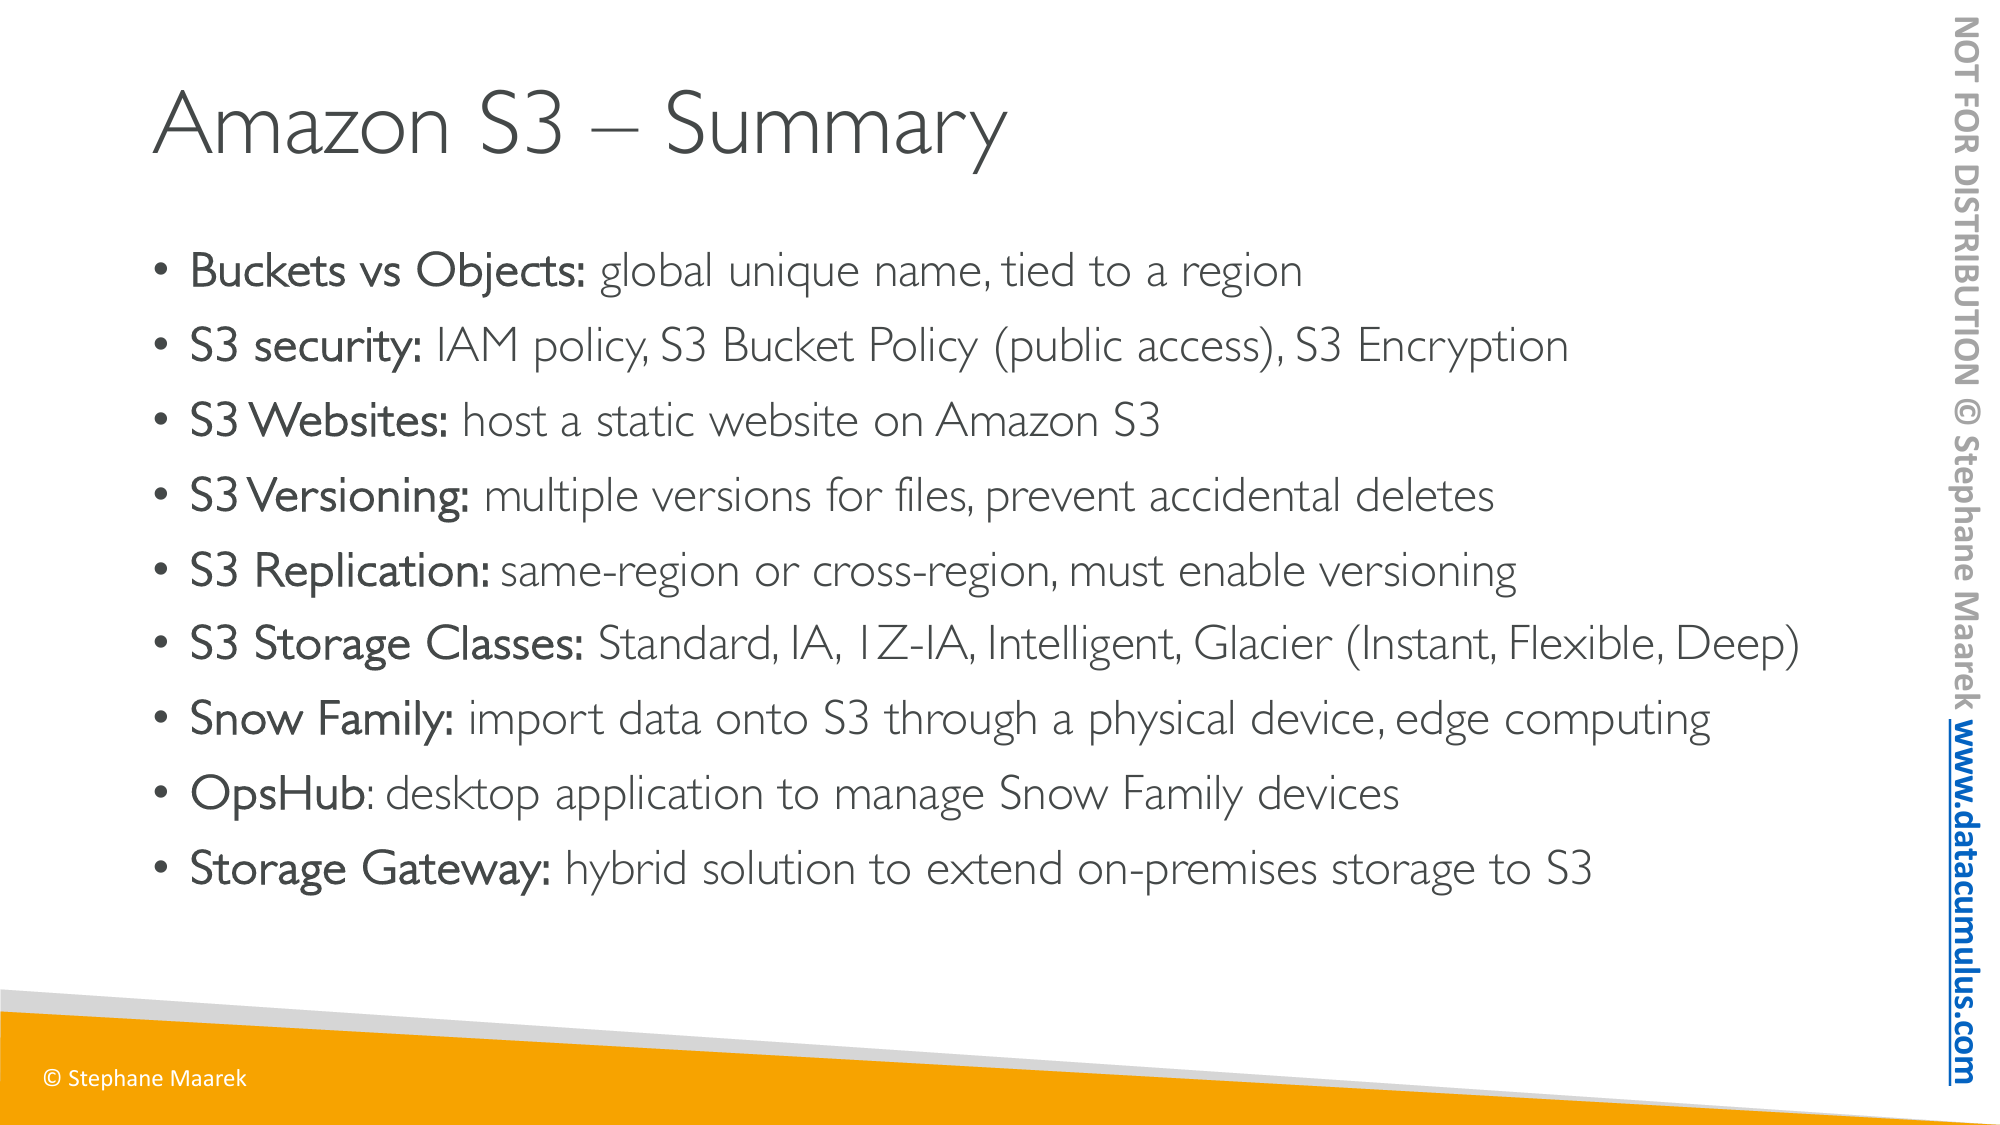 Amazon S3 – Summary
• Buckets vs Objects: global unique name, tied to a region
• S3 security: IAM policy, S3 Bucket Policy (public access), S3 Encryption
• S3 Websites: host a static website on Amazon S3
• S3 Versioning: multiple versions for files, prevent accidental deletes
• S3 Replication: same-region or cross-region, must enable versioning
• S3 Storage Classes: Standard, IA, 1Z-IA, Intelligent, Glacier (Instant, Flexible, Deep)
• Snow Family: import data onto S3 through a physical device, edge computing
• OpsHub: desktop application to manage Snow Family devices
• Storage Gateway: hybrid solution to extend on-premises storage to S3
© Stephane Maarek
NOT FOR DISTRIBUTION © Stephane Maarek www.datacumulus.com